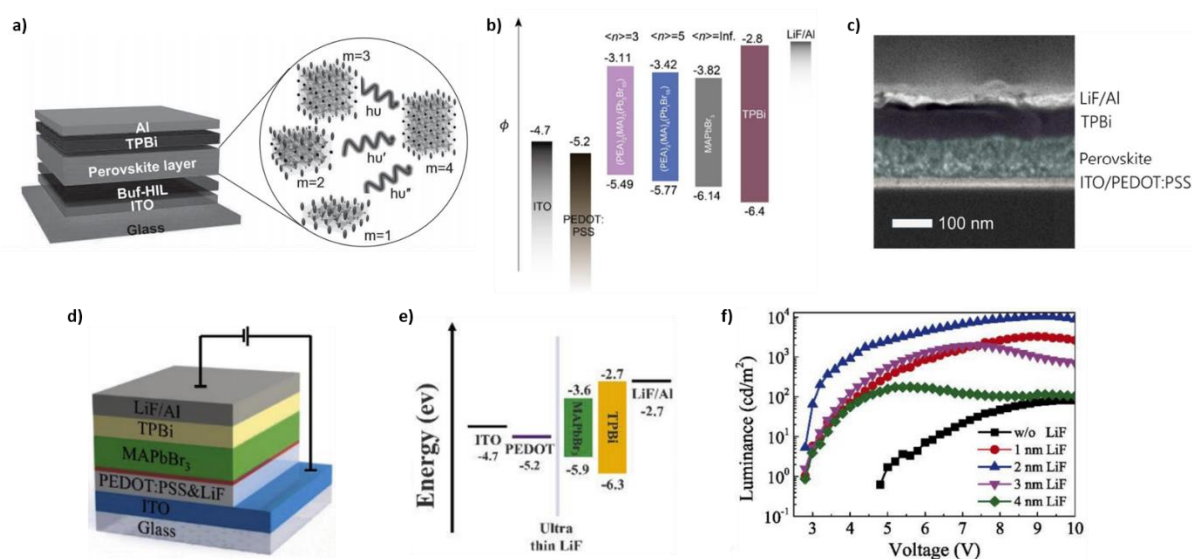 a)
m=3
hυ
m=2
hυ'
m=4
hυ"
m=1
Al
TPBi
Perovskite layer
Buf-HIL
ITO
Glass
b)
ϕ
<n>=3
<n>=5
<n>=Inf.
-2.8
LiF/Al
-3.11
-3.42
-3.82
-4.7
-5.2
MAPbBr3
TPBi
ITO
PEDOT:
PSS
-5.49
-5.77
-6.14
-6.4
c)
LiF/Al
TPBi
Perovskite
ITO/PEDOT:PSS
100 nm
d)
LiF/Al
TPBi
MAPbBr3
PEDOT:PSS&LiF
ITO
Glass
e)
Energy (ev)
ITO
-4.7
PEDOT
-5.2
-3.6
MAPbBr3
-5.9
-2.7
TPBi
-6.3
LiF/Al
-2.7
Ultra
thin LiF
f)
Luminance (cd/m2)
10^4
10^3
10^2
10^1
10^0
10^-1
w/o LiF
1 nm LiF
2 nm LiF
3 nm LiF
4 nm LiF
3 4 5 6 7 8 9 10
Voltage (V)